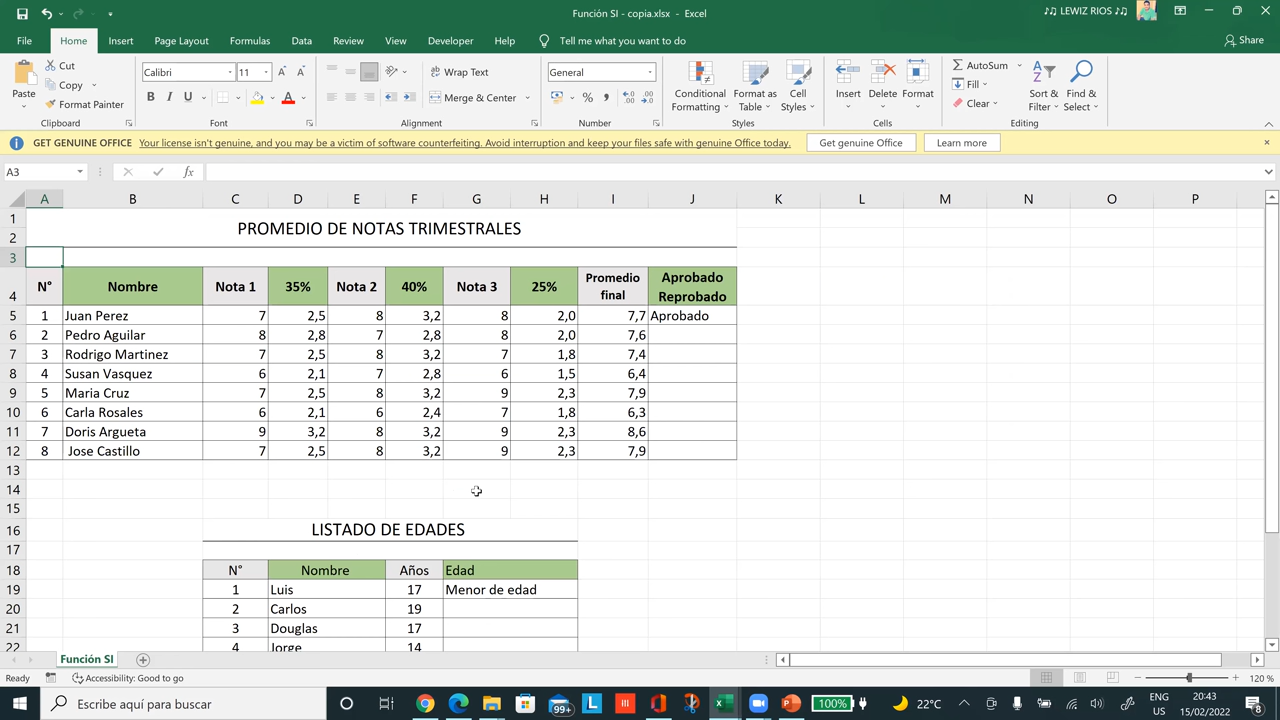 Función SI - copia.xlsx - Excel
♫♫ LEWIZ RIOS ♫♫
File Home Insert Page Layout Formulas Data Review View Developer Help Tell me what you want to do Share
Paste
Cut
Copy
Format Painter
Clipboard
Calibri 11
B I U
Font
Wrap Text
Merge & Center
Alignment
General
Number
Conditional Formatting
Format as Table
Cell Styles
Styles
Insert
Delete
Format
Cells
AutoSum
Fill
Clear
Sort & Filter
Find & Select
Editing
GET GENUINE OFFICE Your license isn't genuine, and you may be a victim of software counterfeiting. Avoid interruption and keep your files safe with genuine Office today. Get genuine Office Learn more
A3 fx
A B C D E F G H I J K L M N O P
1 PROMEDIO DE NOTAS TRIMESTRALES
2
3
4 N° Nombre Nota 1 35% Nota 2 40% Nota 3 25% Promedio final Aprobado Reprobado
5 1 Juan Perez 7 2,5 8 3,2 8 2,0 7,7 Aprobado
6 2 Pedro Aguilar 8 2,8 7 2,8 8 2,0 7,6
7 3 Rodrigo Martinez 7 2,5 8 3,2 7 1,8 7,4
8 4 Susan Vasquez 6 2,1 7 2,8 6 1,5 6,4
9 5 Maria Cruz 7 2,5 8 3,2 9 2,3 7,9
10 6 Carla Rosales 6 2,1 6 2,4 7 1,8 6,3
11 7 Doris Argueta 9 3,2 8 3,2 9 2,3 8,6
12 8 Jose Castillo 7 2,5 8 3,2 9 2,3 7,9
13
14
15
16 LISTADO DE EDADES
17
18 N° Nombre Años Edad
19 1 Luis 17 Menor de edad
20 2 Carlos 19
21 3 Douglas 17
22 4 Jorge 14
Función SI
Ready Accessibility: Good to go 120 %
Escribe aquí para buscar 99+ L 100% 22°C ENG US 20:43 15/02/2022 8